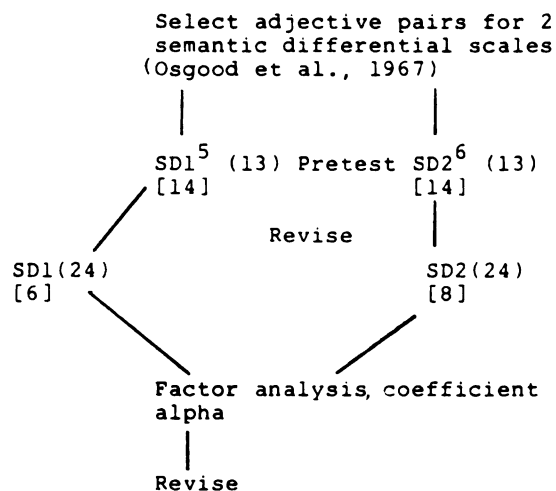 Select adjective pairs for 2
semantic differential scales
(Osgood et al., 1967)
SD1⁵ (13) Pretest SD2⁶ (13)
[14] [14]
Revise
SD1(24) SD2(24)
[6] [8]
Factor analysis, coefficient
alpha
Revise